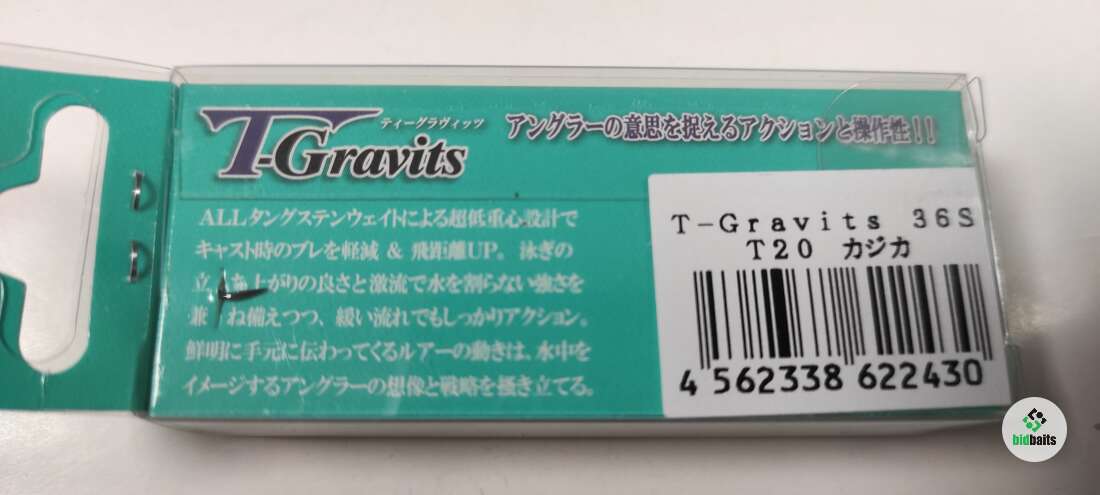 ティーグラヴィッツ
T-Gravits
アングラーの意思を捉えるアクションと操作性!!
ALLタングステンウェイトによる超低重心設計で
キャスト時のブレを軽減 & 飛距離UP。泳ぎの
立ち上がりの良さと激流で水を割らない強さを
兼ね備えつつ、緩い流れでもしっかりアクション。
鮮明に手元に伝わってくるルアーの動きは、水中を
イメージするアングラーの想像と戦略を掻き立てる。
T-Gravits 36S
T20 カジカ
4 562338 622430
bidbaits